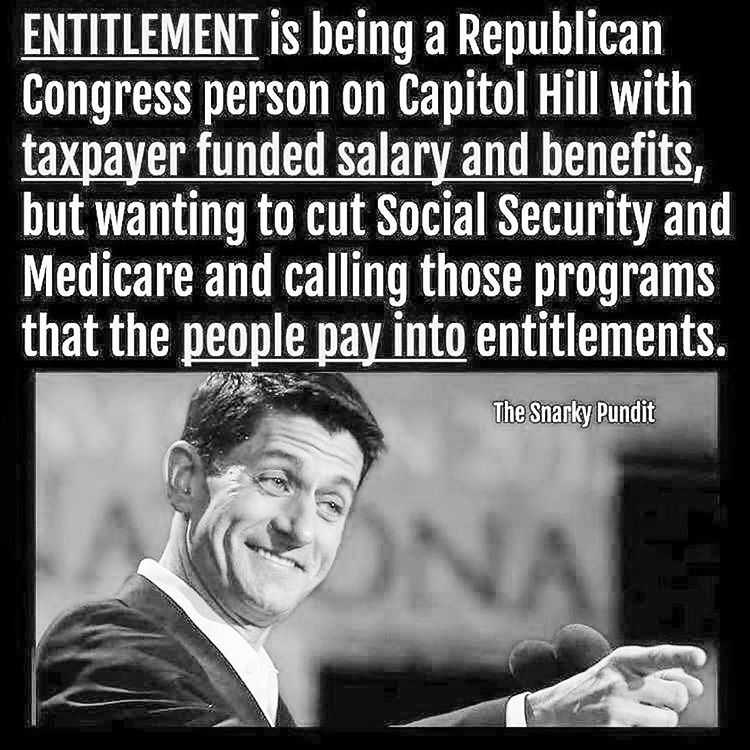 ENTITLEMENT is being a Republican
Congress person on Capitol Hill with
taxpayer funded salary and benefits,
but wanting to cut Social Security and
Medicare and calling those programs
that the people pay into entitlements.
The Snarky Pundit
ONA